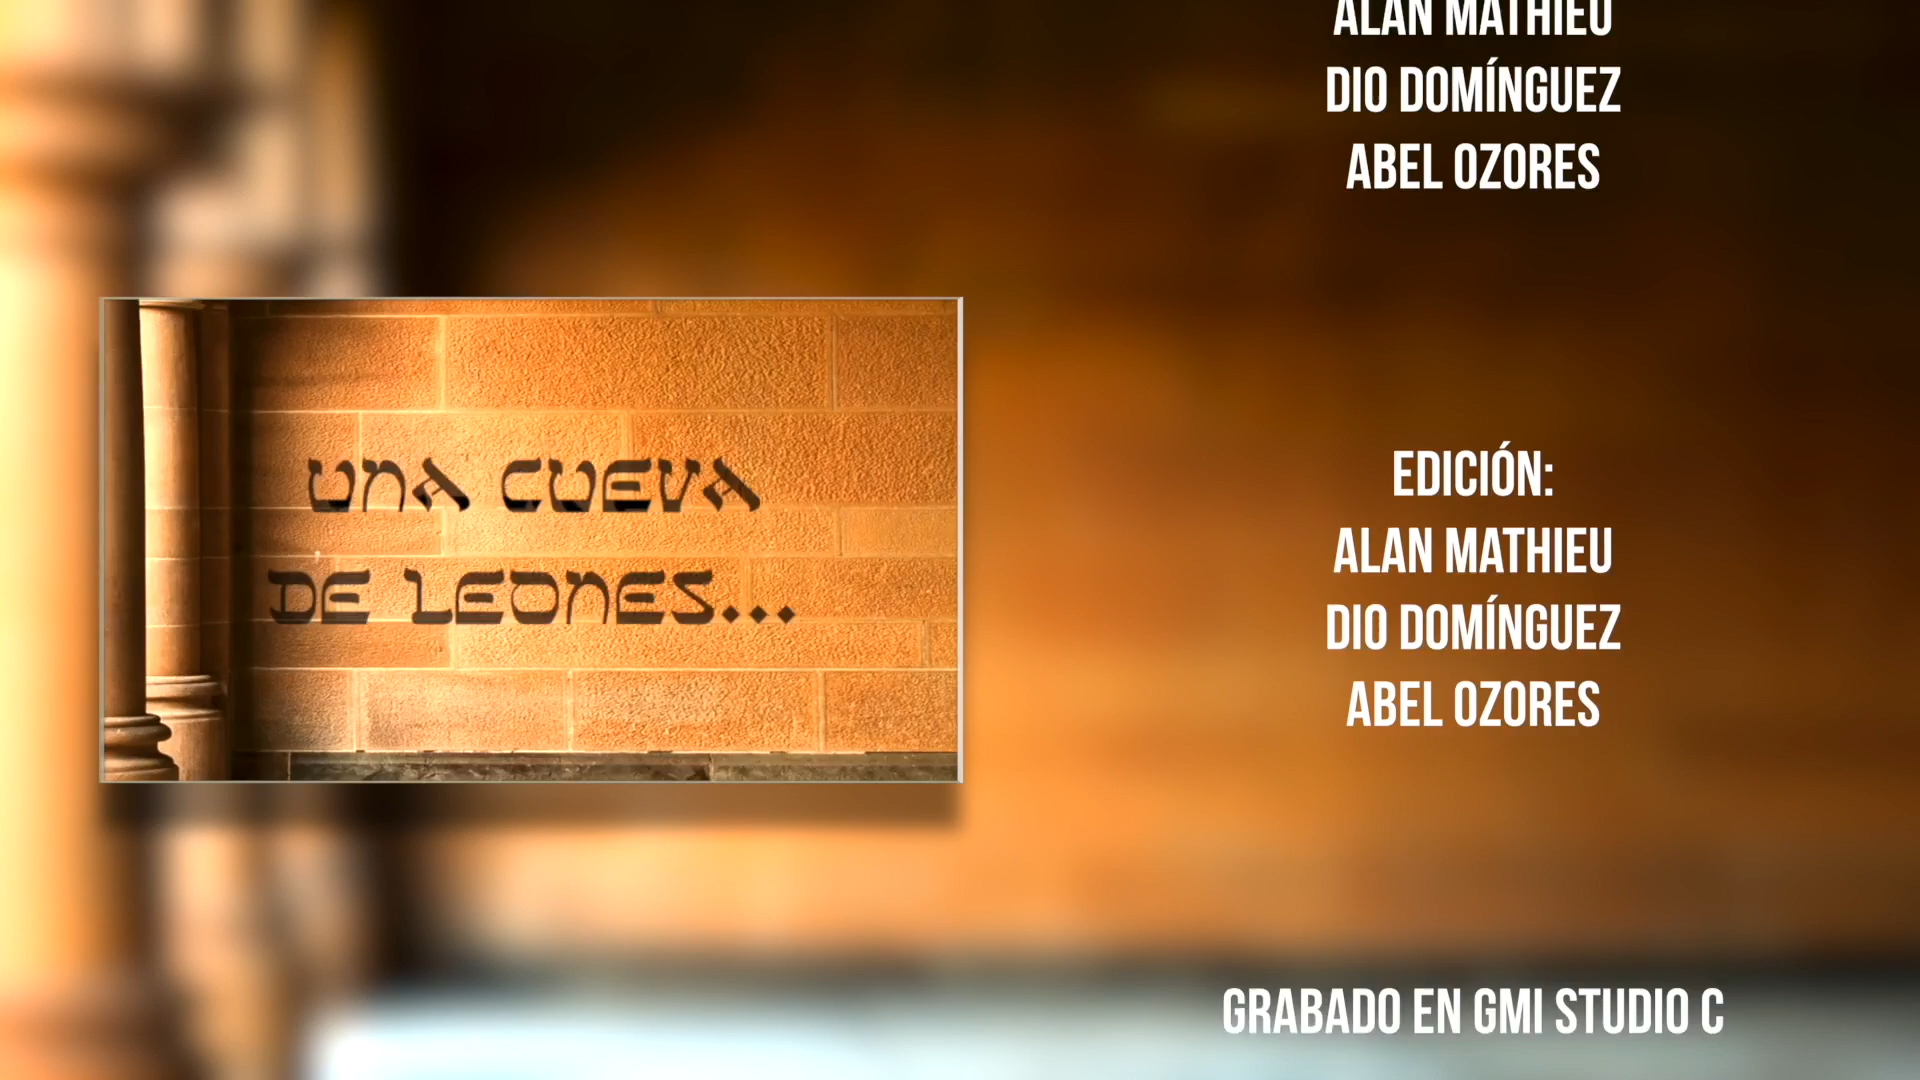 UNA CUEVA
DE LEONES...
ALAN MATHIEU
DIO DOMÍNGUEZ
ABEL OZORES
EDICIÓN:
ALAN MATHIEU
DIO DOMÍNGUEZ
ABEL OZORES
GRABADO EN GMI STUDIO C